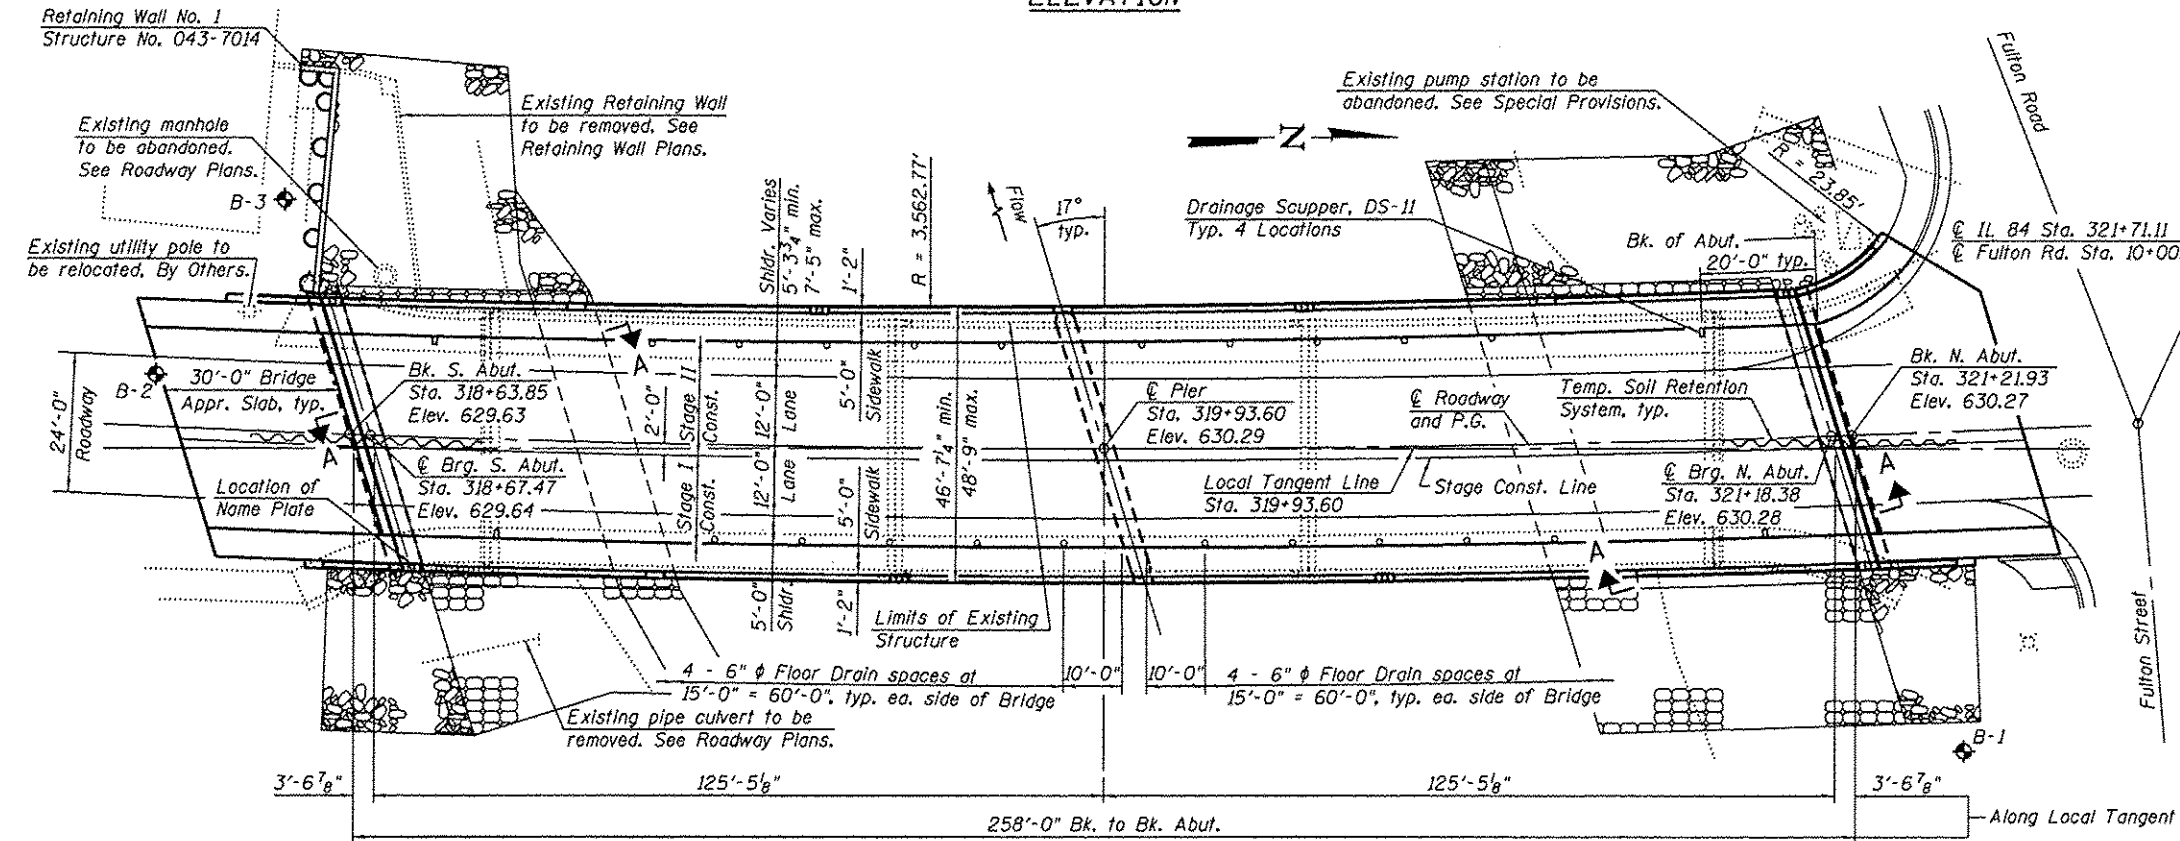 ELEVATION
Retaining Wall No. 1
Structure No. 043-7014
Existing manhole
to be abandoned.
See Roadway Plans.
B-3
Existing utility pole to
be relocated. By Others.
Existing Retaining Wall
to be removed. See
Retaining Wall Plans.
Shldr. Varies
5'-3¾" min.
7'-5" max.
1'-2"
R = 3,562.77'
Flow
17°
typ.
N
Existing pump station to be
abandoned. See Special Provisions.
Drainage Scupper, DS-11
Typ. 4 Locations
R = 23.85'
Bk. of Abut.
20'-0" typ.
Fulton Road
℄ IL 84 Sta. 321+71.11
℄ Fulton Rd. Sta. 10+00
B-2
24'-0"
Roadway
30'-0" Bridge
Appr. Slab, typ.
Bk. S. Abut.
Sta. 318+63.85
Elev. 629.63
A
A
℄ Brg. S. Abut.
Sta. 318+67.47
Elev. 629.64
Location of
Name Plate
2'-0"
Stage I
Const.
Stage II
Const.
12'-0"
Lane
12'-0"
Lane
5'-0"
Sidewalk
5'-0"
Sidewalk
46'-7¼" min.
48'-9" max.
℄ Pier
Sta. 319+93.60
Elev. 630.29
℄ Roadway
and P.G.
Temp. Soil Retention
System, typ.
Bk. N. Abut.
Sta. 321+21.93
Elev. 630.27
Local Tangent Line
Sta. 319+93.60
Stage Const. Line
℄ Brg. N. Abut.
Sta. 321+18.38
Elev. 630.28
A
A
5'-0"
Shldr.
1'-2"
Limits of Existing
Structure
4 - 6" ϕ Floor Drain spaces at
15'-0" = 60'-0", typ. ea. side of Bridge
10'-0"
10'-0"
4 - 6" ϕ Floor Drain spaces at
15'-0" = 60'-0", typ. ea. side of Bridge
Existing pipe culvert to be
removed. See Roadway Plans.
Fulton Street
B-1
3'-6⅞"
125'-5⅛"
125'-5⅛"
3'-6⅞"
258'-0" Bk. to Bk. Abut.
Along Local Tangent